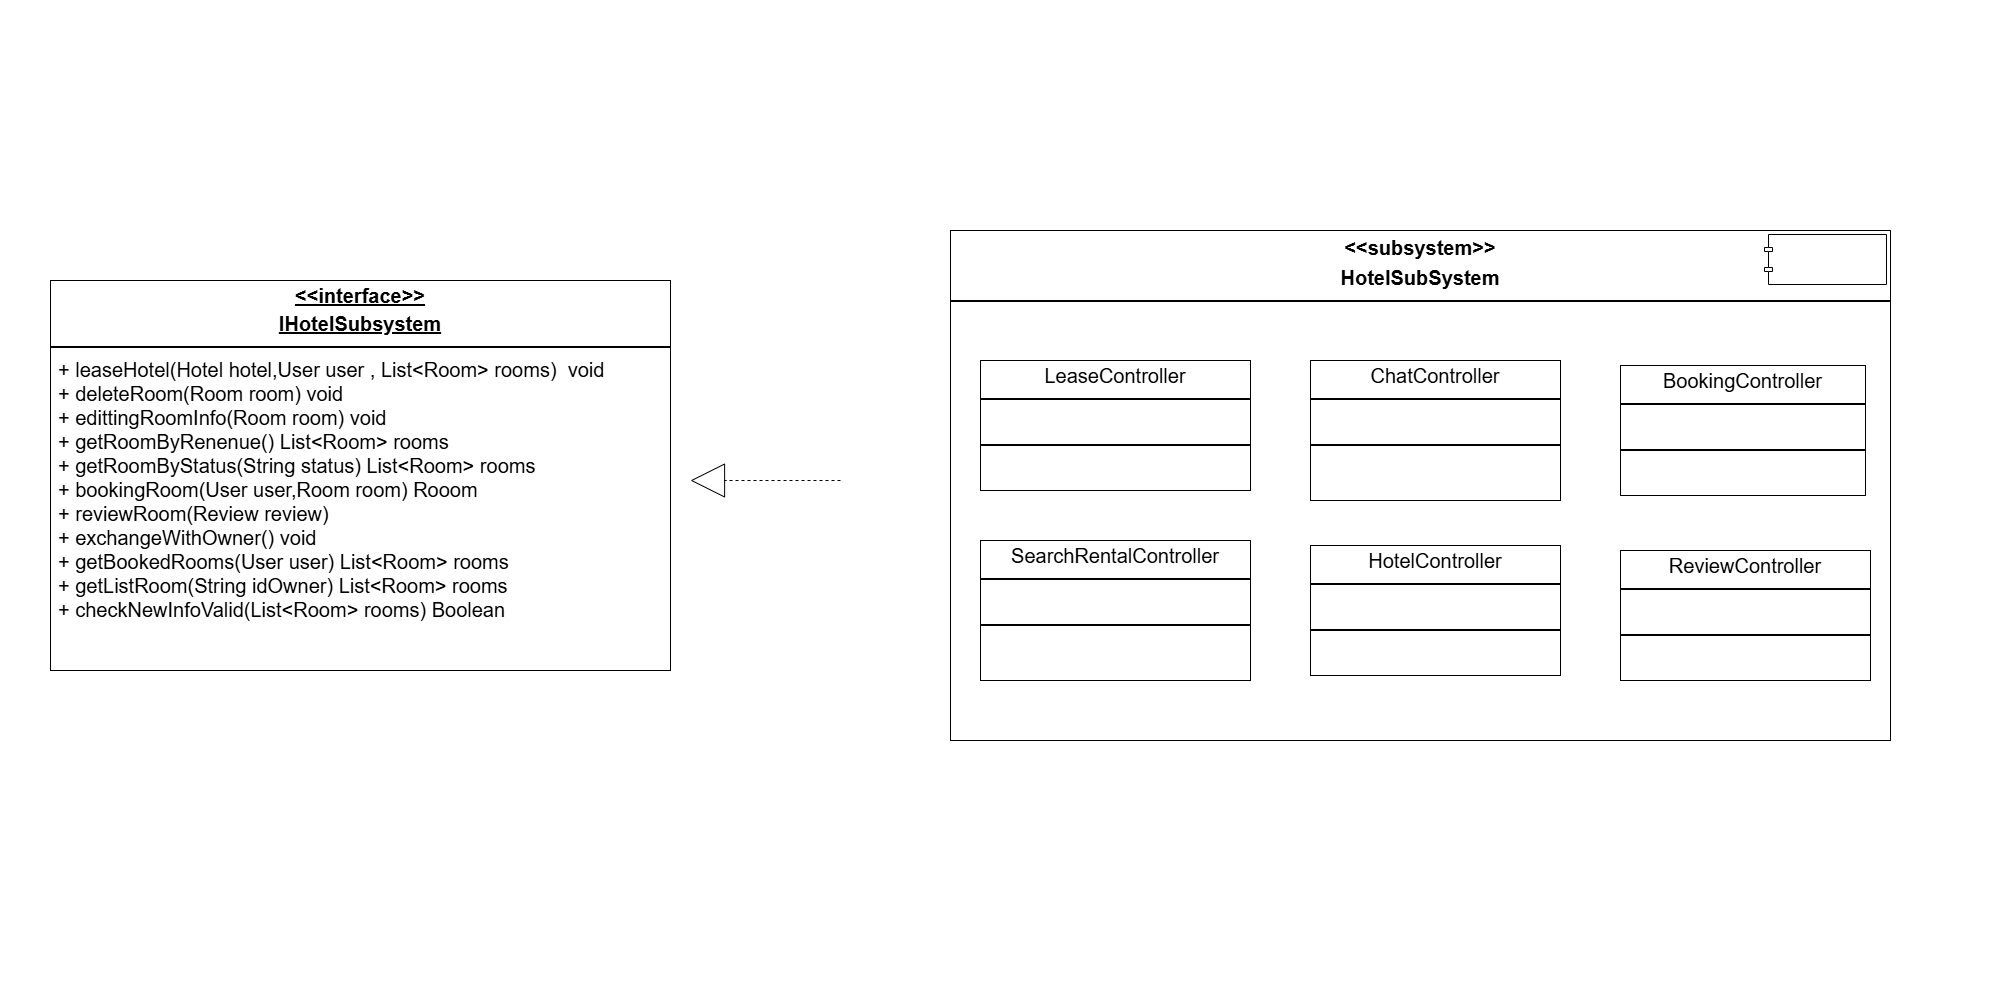 <<interface>>
IHotelSubsystem
+ leaseHotel(Hotel hotel,User user , List<Room> rooms)  void
+ deleteRoom(Room room) void
+ edittingRoomInfo(Room room) void
+ getRoomByRenenue() List<Room> rooms
+ getRoomByStatus(String status) List<Room> rooms
+ bookingRoom(User user,Room room) Rooom
+ reviewRoom(Review review)
+ exchangeWithOwner() void
+ getBookedRooms(User user) List<Room> rooms
+ getListRoom(String idOwner) List<Room> rooms
+ checkNewInfoValid(List<Room> rooms) Boolean
<<subsystem>>
HotelSubSystem
LeaseController
ChatController
BookingController
SearchRentalController
HotelController
ReviewController